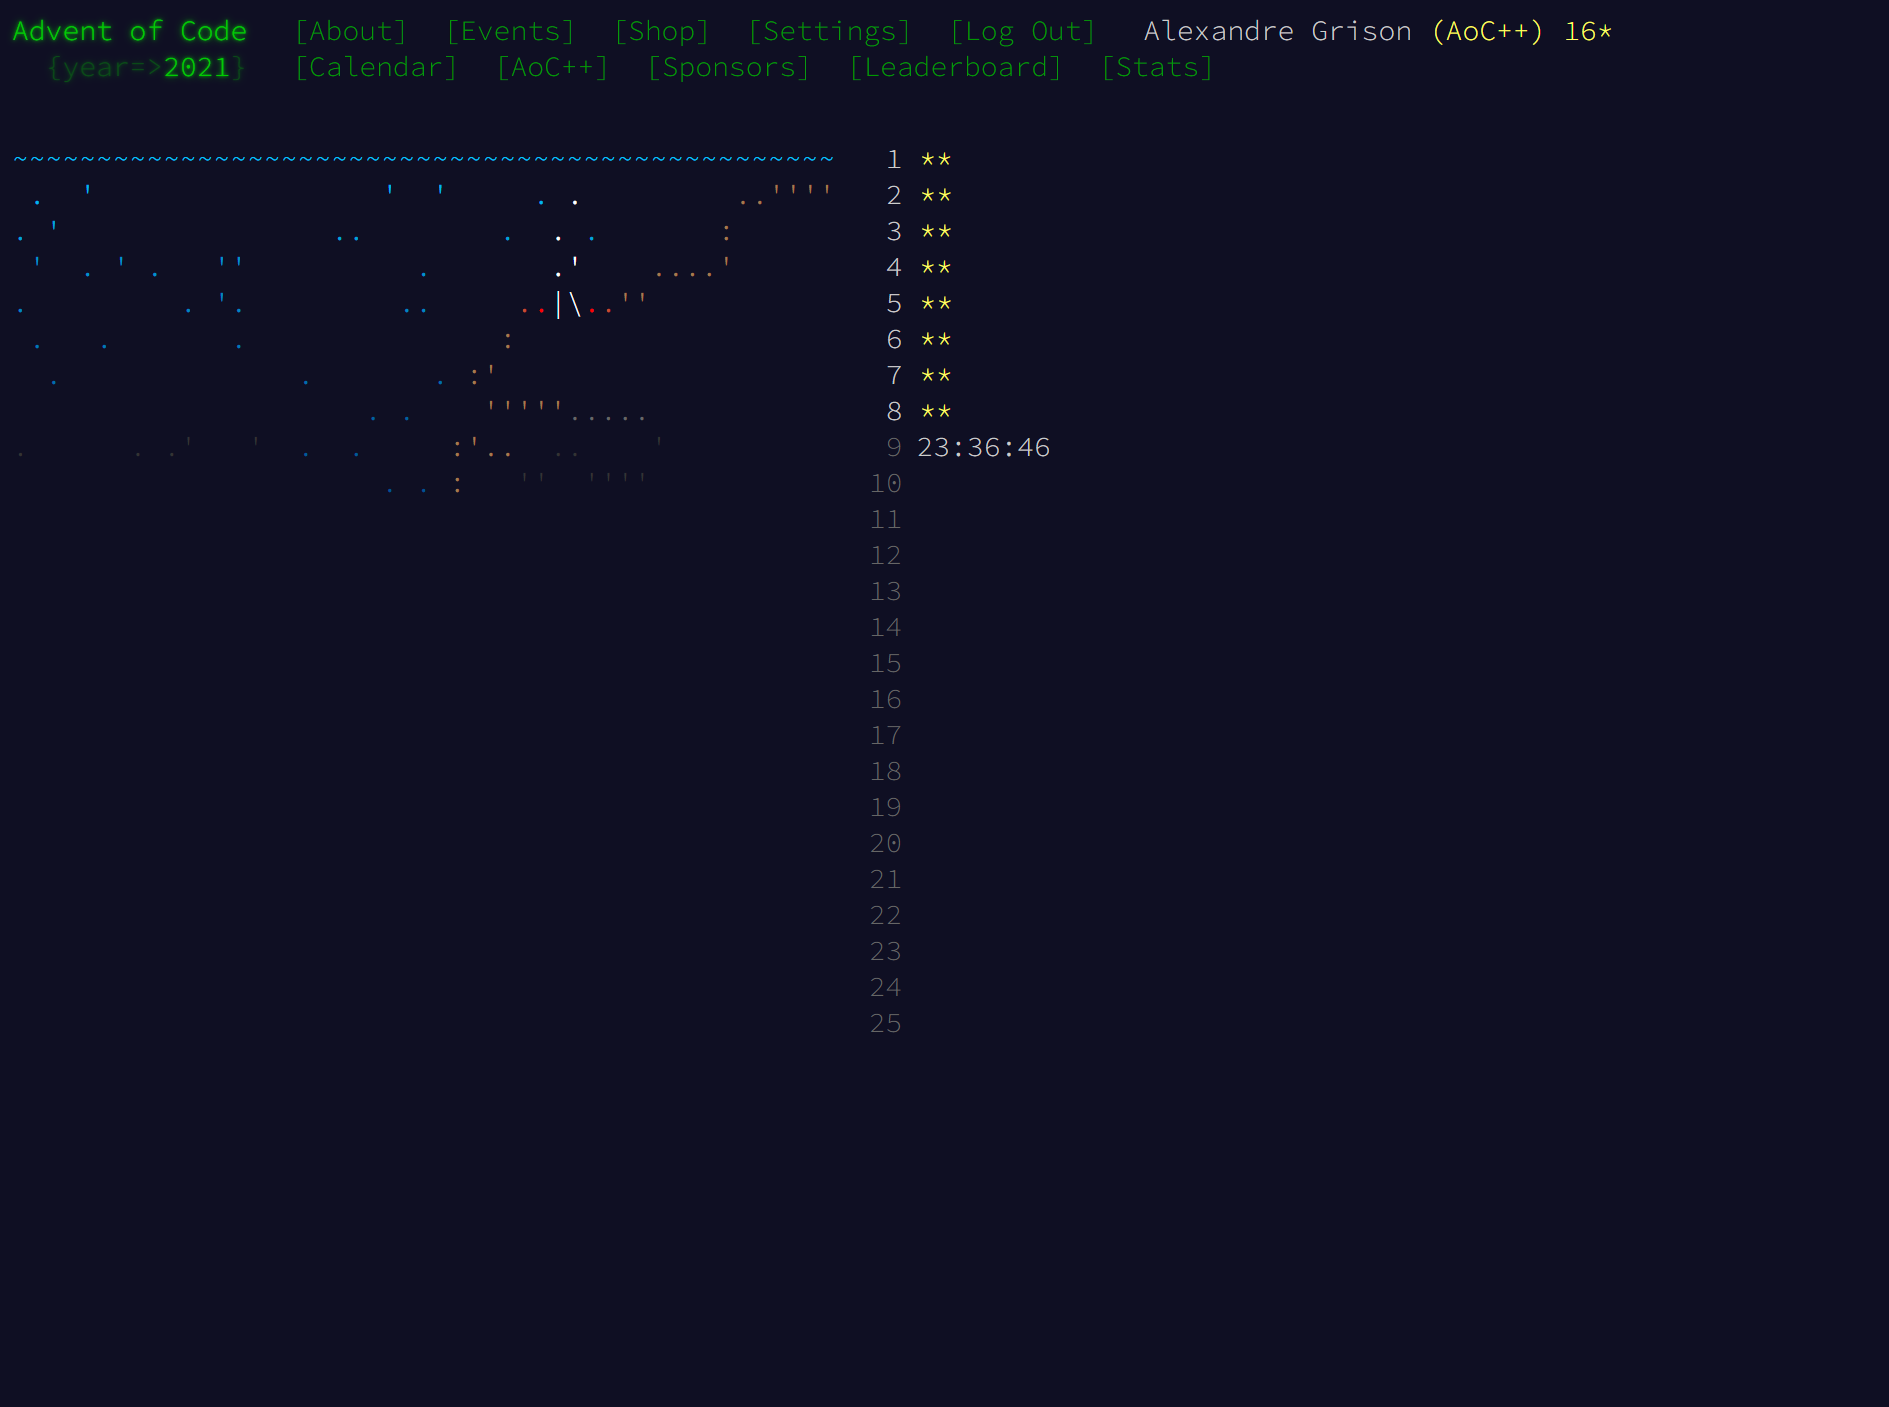 Advent of Code [About] [Events] [Shop] [Settings] [Log Out] Alexandre Grison (AoC++) 16*
{year=>2021} [Calendar] [AoC++] [Sponsors] [Leaderboard] [Stats]
~~~~~~~~~~~~~~~~~~~~~~~~~~~~~~~~~~~~~~~~~~~~~~~~~ 1 **
 .  '                 '  '     . .         ..'''' 2 **
. '                ..        .  . .       :       3 **
 '  . ' .   ''          .       .'    ....'       4 **
.         . '.         ..     ..|\..''            5 **
 .   .       .               :                    6 **
  .              .       . :'                     7 **
                     . .    '''''.....            8 **
.      . .'   '  .  .     :'..  ..    '           9 23:36:46
                      . . :   ''  ''''           10
11
12
13
14
15
16
17
18
19
20
21
22
23
24
25